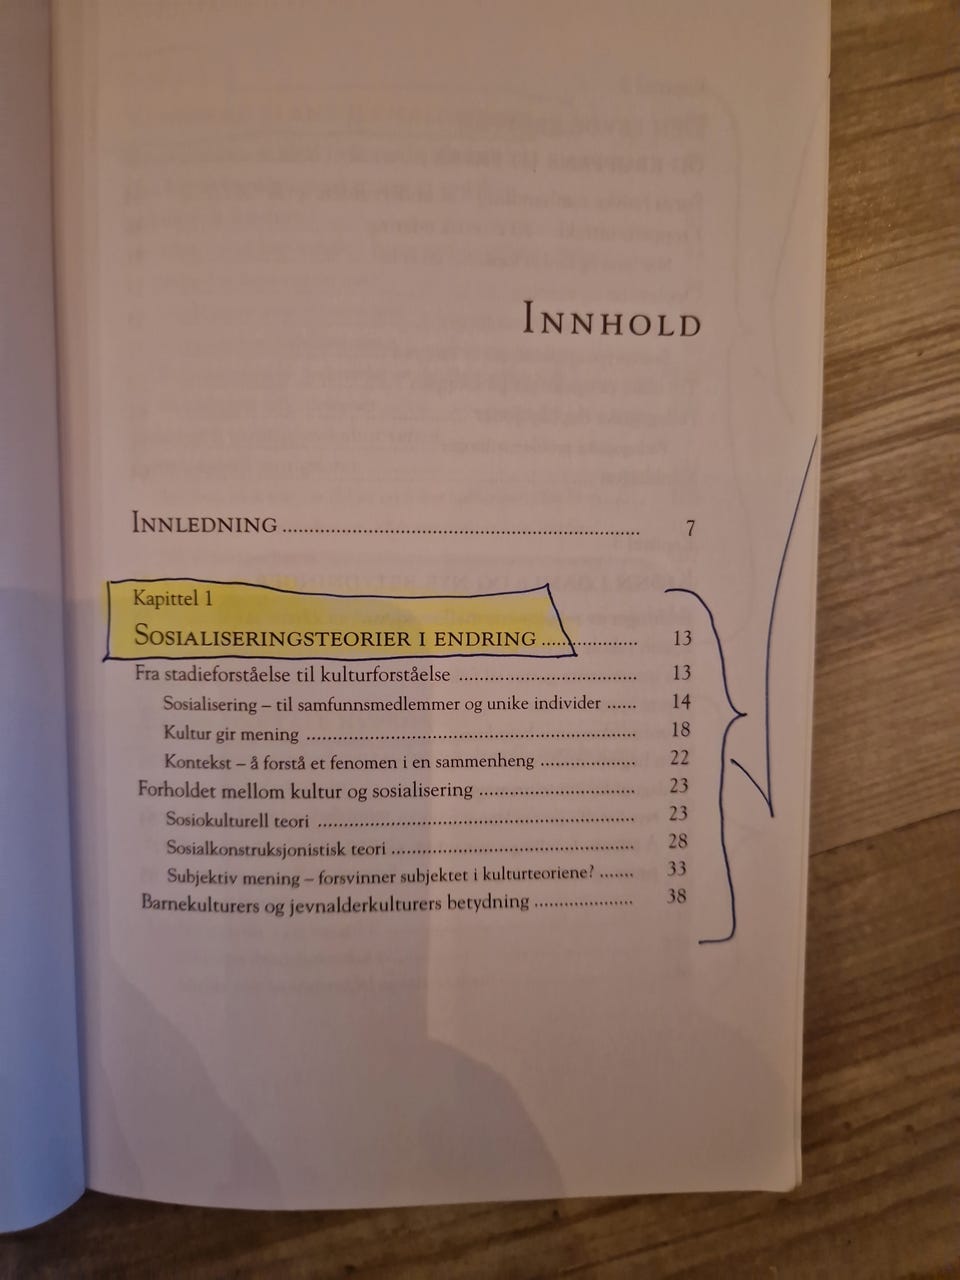 INNHOLD
INNLEDNING ........ 7
Kapittel 1
SOSIALISERINGSTEORIER I ENDRING ........ 13
Fra stadieforståelse til kulturforståelse ........ 13
Sosialisering – til samfunnsmedlemmer og unike individer ...... 14
Kultur gir mening ........ 18
Kontekst – å forstå et fenomen i en sammenheng ........ 22
Forholdet mellom kultur og sosialisering ........ 23
Sosiokulturell teori ........ 23
Sosialkonstruksjonistisk teori ........ 28
Subjektiv mening – forsvinner subjektet i kulturteoriene? ....... 33
Barnekulturers og jevnalderkulturers betydning ........ 38